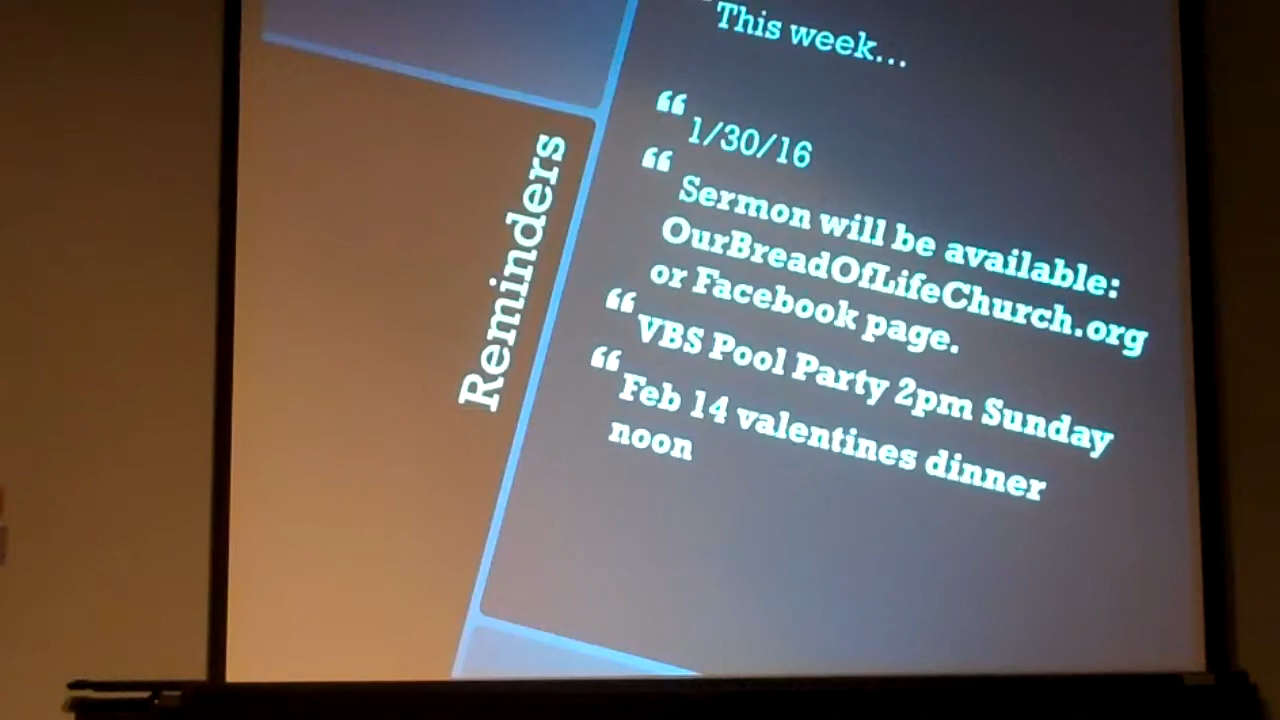 This week...
1/30/16
Sermon will be available:
OurBreadOfLifeChurch.org
or Facebook page.
VBS Pool Party 2pm Sunday
Feb 14 valentines dinner
noon
Reminders